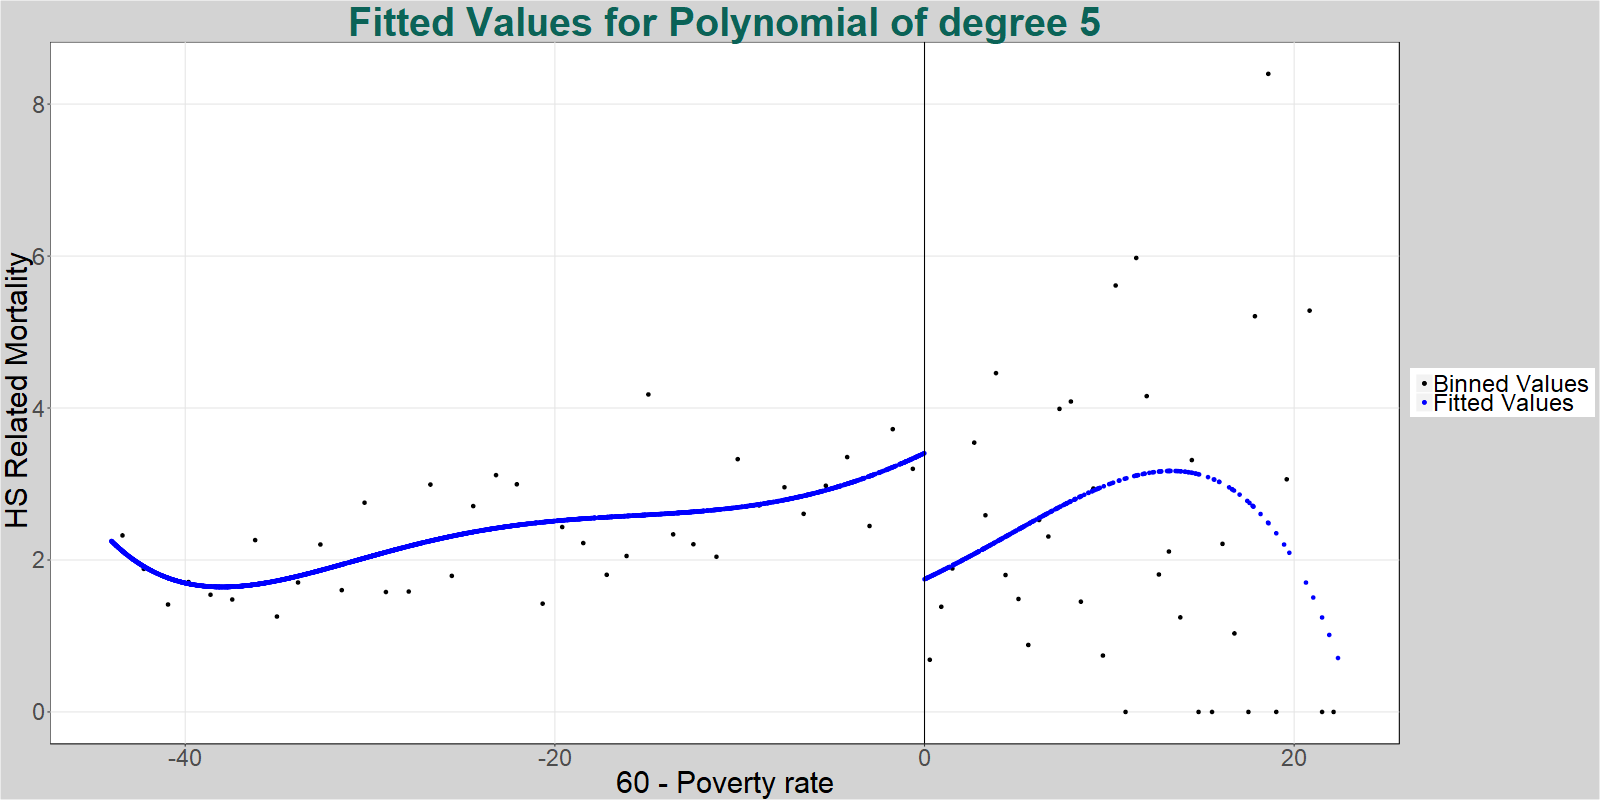 Fitted Values for Polynomial of degree 5
HS Related Mortality
8
6
4
2
0
-40
-20
0
20
60 - Poverty rate
Binned Values
Fitted Values